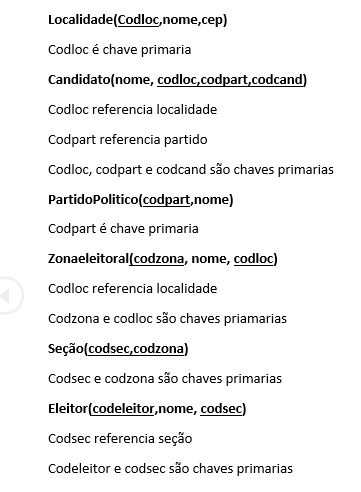 Localidade(Codloc,nome,cep)
Codloc é chave primaria
Candidato(nome, codloc,codpart,codcand)
Codloc referencia localidade
Codpart referencia partido
Codloc, codpart e codcand são chaves primarias
PartidoPolitico(codpart,nome)
Codpart é chave primaria
Zonaeleitoral(codzona, nome, codloc)
Codloc referencia localidade
Codzona e codloc são chaves priamarias
Seção(codsec,codzona)
Codsec e codzona são chaves primarias
Eleitor(codeleitor,nome, codsec)
Codsec referencia seção
Codeleitor e codsec são chaves primarias